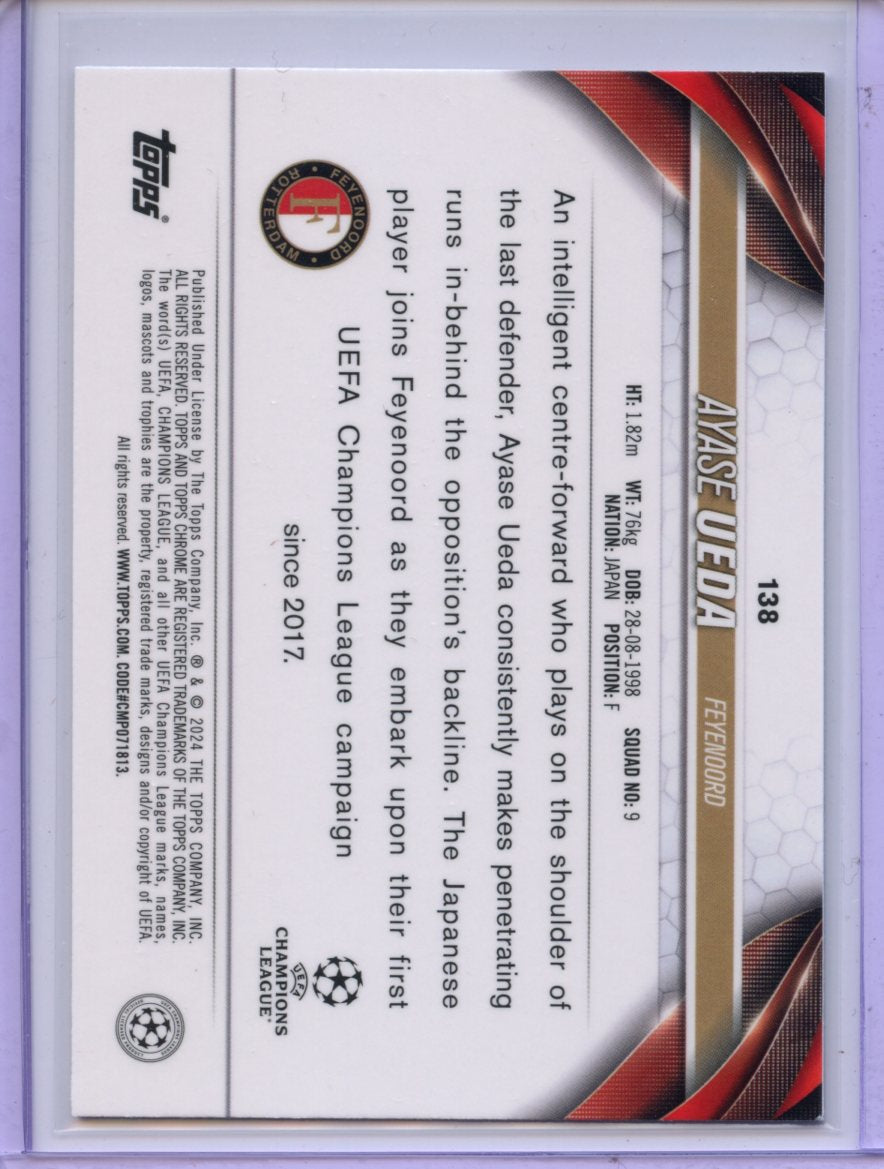 138
AYASE UEDA FEYENOORD
HT: 1.82m WT: 76kg DOB: 28-08-1998 SQUAD NO: 9
NATION: JAPAN POSITION: F
An intelligent centre-forward who plays on the shoulder of
the last defender, Ayase Ueda consistently makes penetrating
runs in-behind the opposition's backline. The Japanese
player joins Feyenoord as they embark upon their first
UEFA Champions League campaign
since 2017.
FEYENOORD
F
ROTTERDAM
UEFA
CHAMPIONS
LEAGUE®
topps®
Published Under License by The Topps Company, Inc. ® & © 2024 THE TOPPS COMPANY, INC.
ALL RIGHTS RESERVED. TOPPS AND TOPPS CHROME ARE REGISTERED TRADEMARKS OF THE TOPPS COMPANY, INC.
The word(s) UEFA, CHAMPIONS LEAGUE, and all other UEFA Champions League marks, names,
logos, mascots and trophies are the property, registered trade marks, designs and/or copyright of UEFA.
All rights reserved. WWW.TOPPS.COM. CODE#CMP071813.